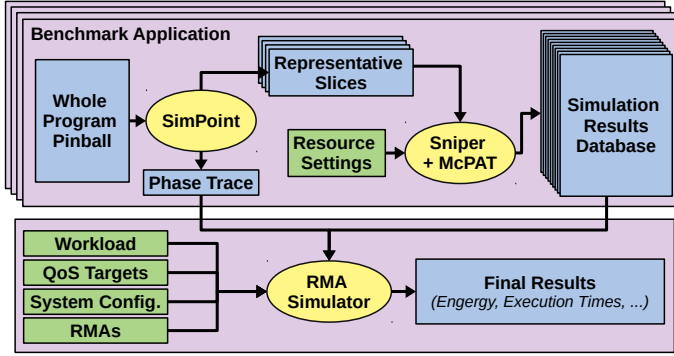 Benchmark Application
Whole
Program
Pinball
SimPoint
Representative
Slices
Phase Trace
Resource
Settings
Sniper
+ McPAT
Simulation
Results
Database
Workload
QoS Targets
System Config.
RMAs
RMA
Simulator
Final Results
(Engergy, Execution Times, ...)